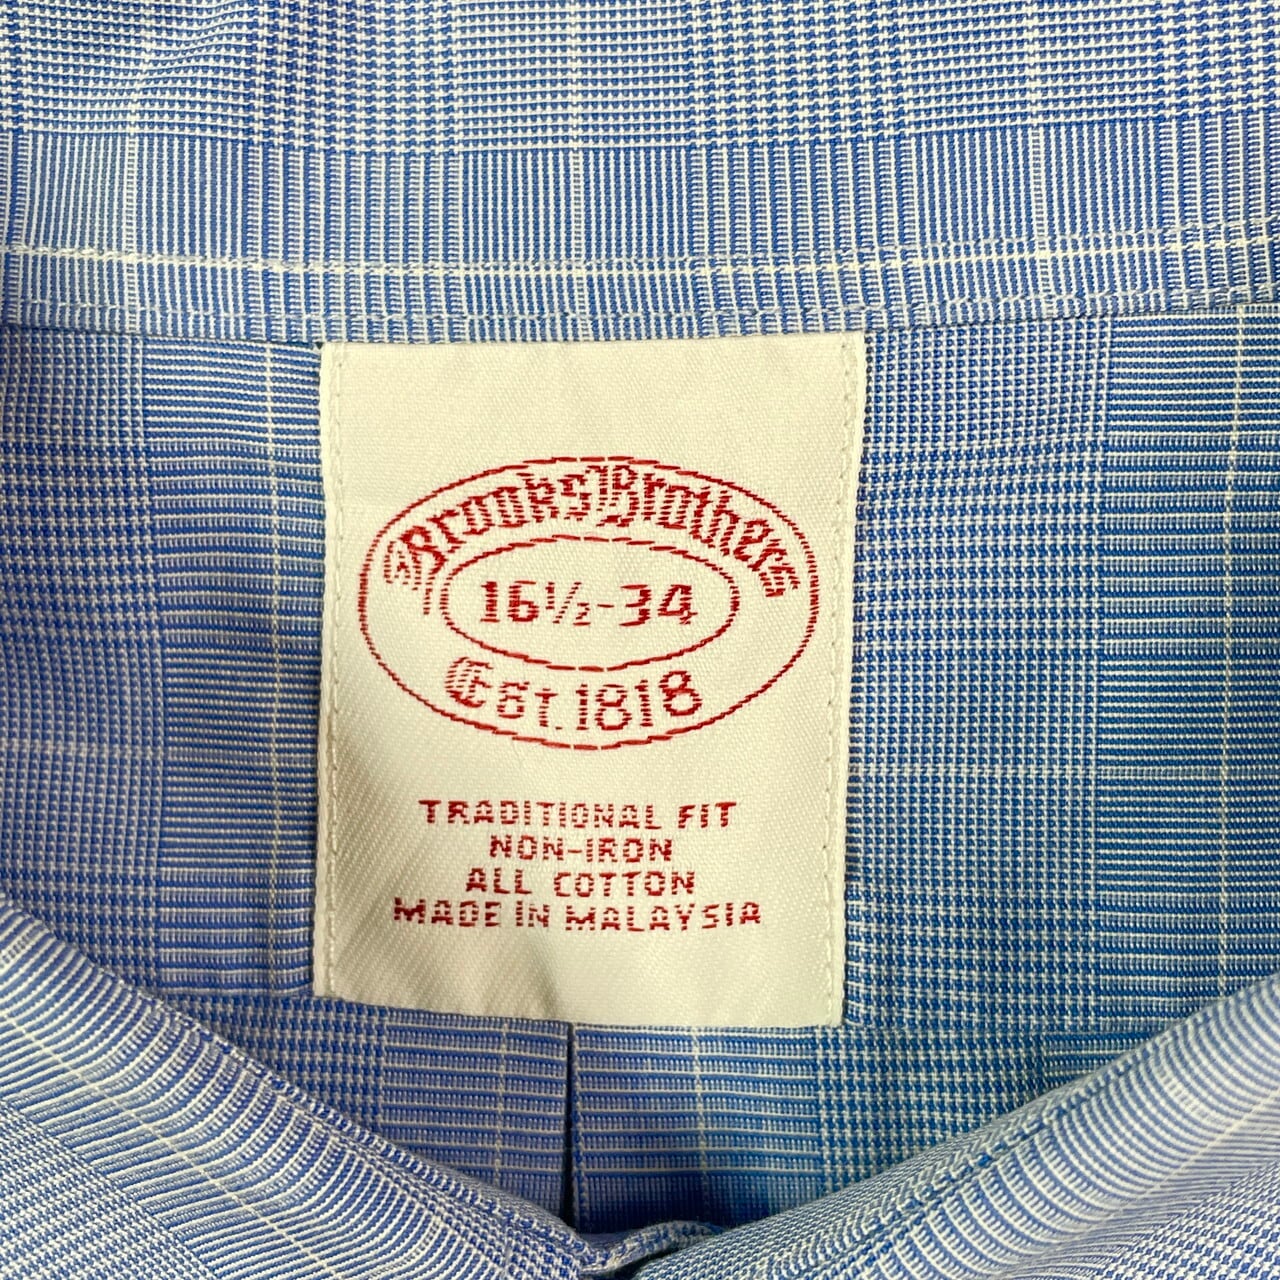 Brooks Brothers
16½-34
Est. 1818
TRADITIONAL FIT
NON-IRON
ALL COTTON
MADE IN MALAYSIA